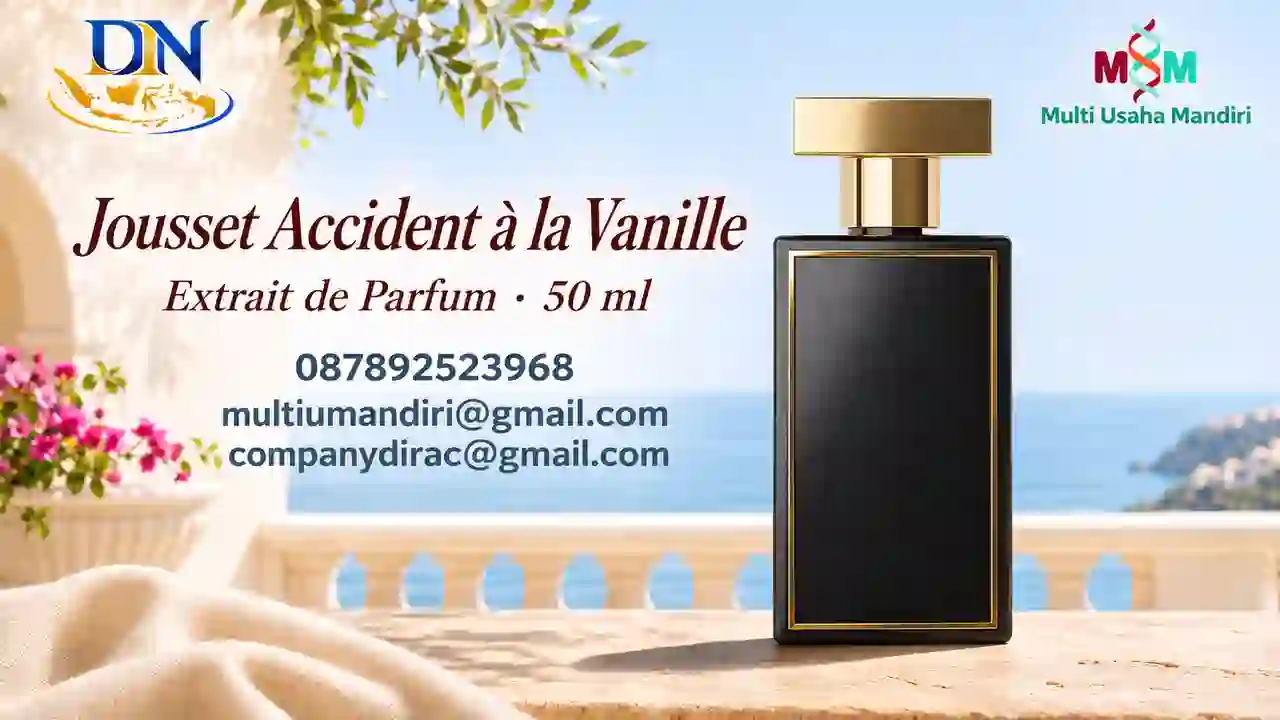 DN
MUM
Multi Usaha Mandiri
Jousset Accident à la Vanille
Extrait de Parfum · 50 ml
087892523968
multiumandiri@gmail.com
companydirac@gmail.com